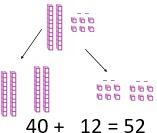 40 + 12 = 52